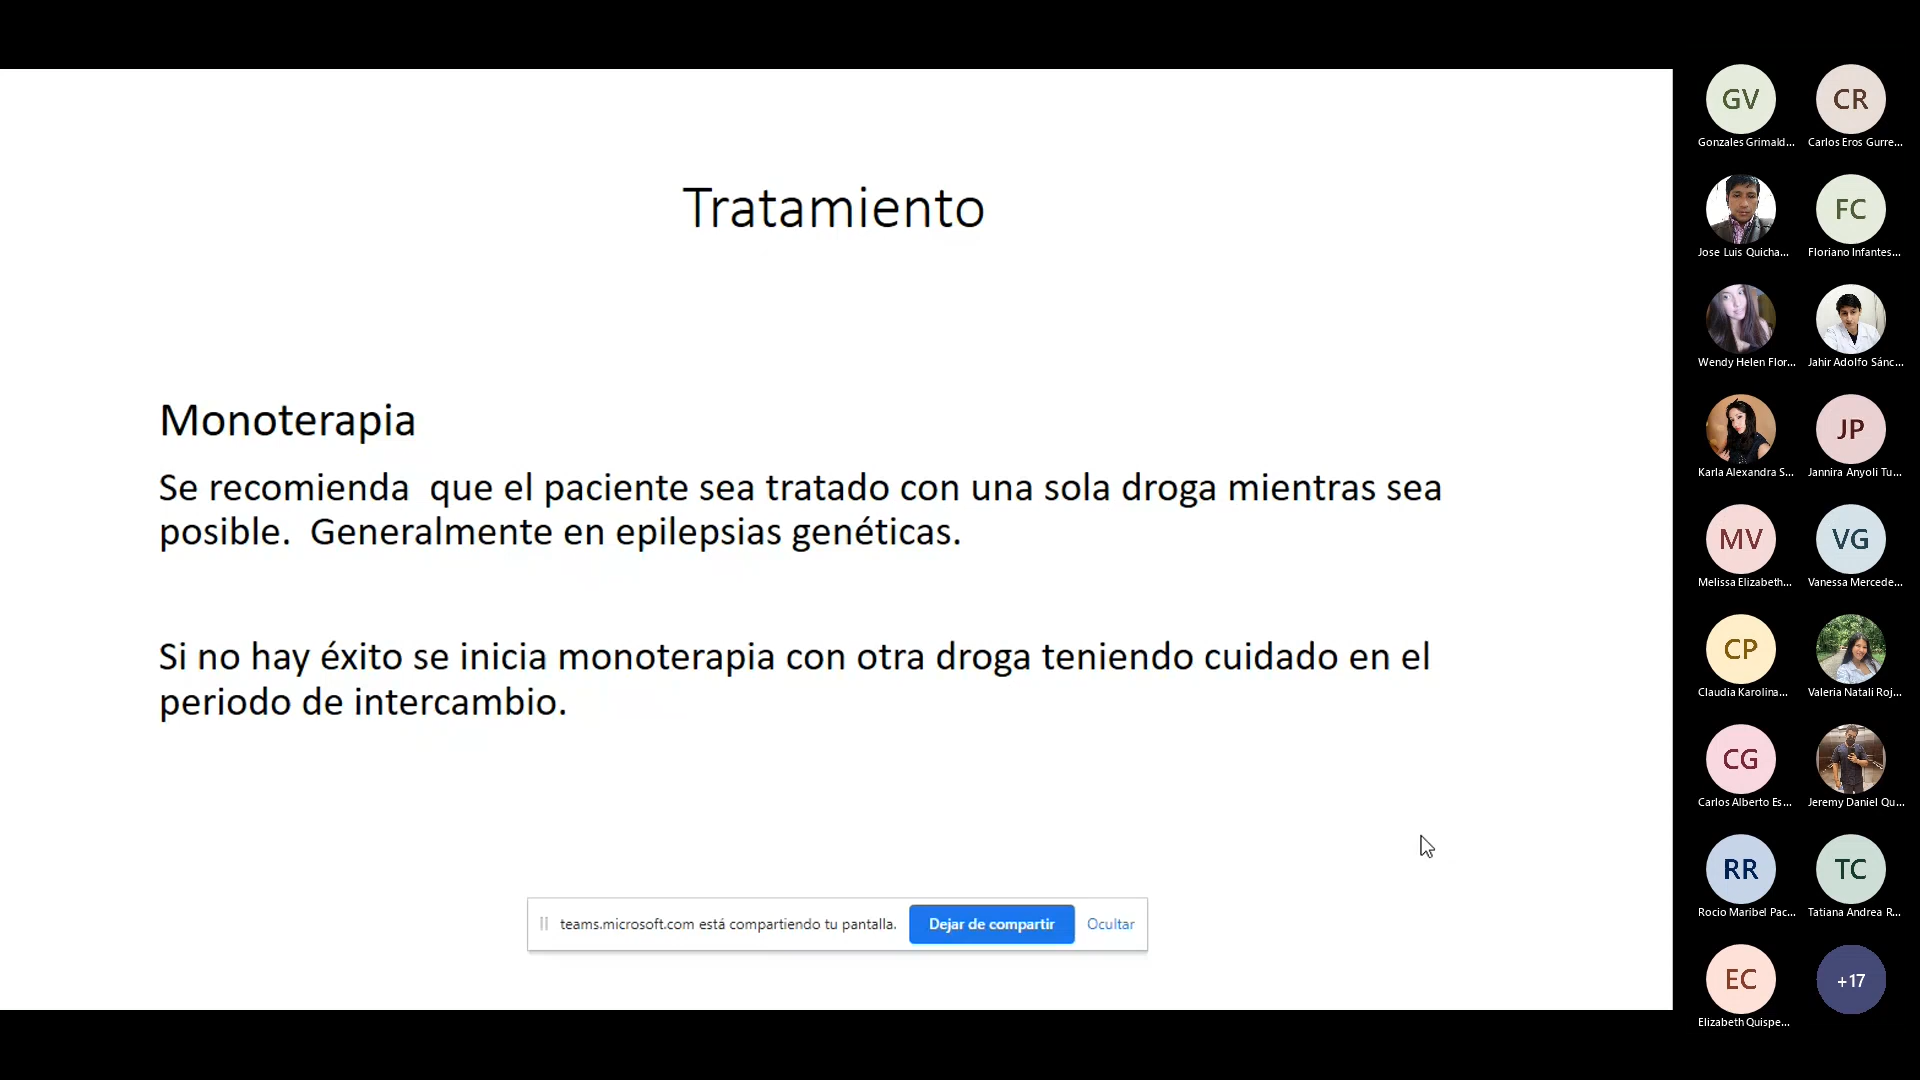 Tratamiento
Monoterapia
Se recomienda  que el paciente sea tratado con una sola droga mientras sea
posible.  Generalmente en epilepsias genéticas.
Si no hay éxito se inicia monoterapia con otra droga teniendo cuidado en el
periodo de intercambio.
teams.microsoft.com está compartiendo tu pantalla. Dejar de compartir Ocultar
GV CR
Gonzales Grimald... Carlos Eros Gurre...
FC
Jose Luis Quicha... Floriano Infantes...
Wendy Helen Flor... Jahir Adolfo Sánc...
JP
Karla Alexandra S... Jannira Anyoli Tu...
MV VG
Melissa Elizabeth... Vanessa Mercede...
CP
Claudia Karolina... Valeria Natali Roj...
CG
Carlos Alberto Es... Jeremy Daniel Qu...
RR TC
Rocio Maribel Pac... Tatiana Andrea R...
EC +17
Elizabeth Quispe...